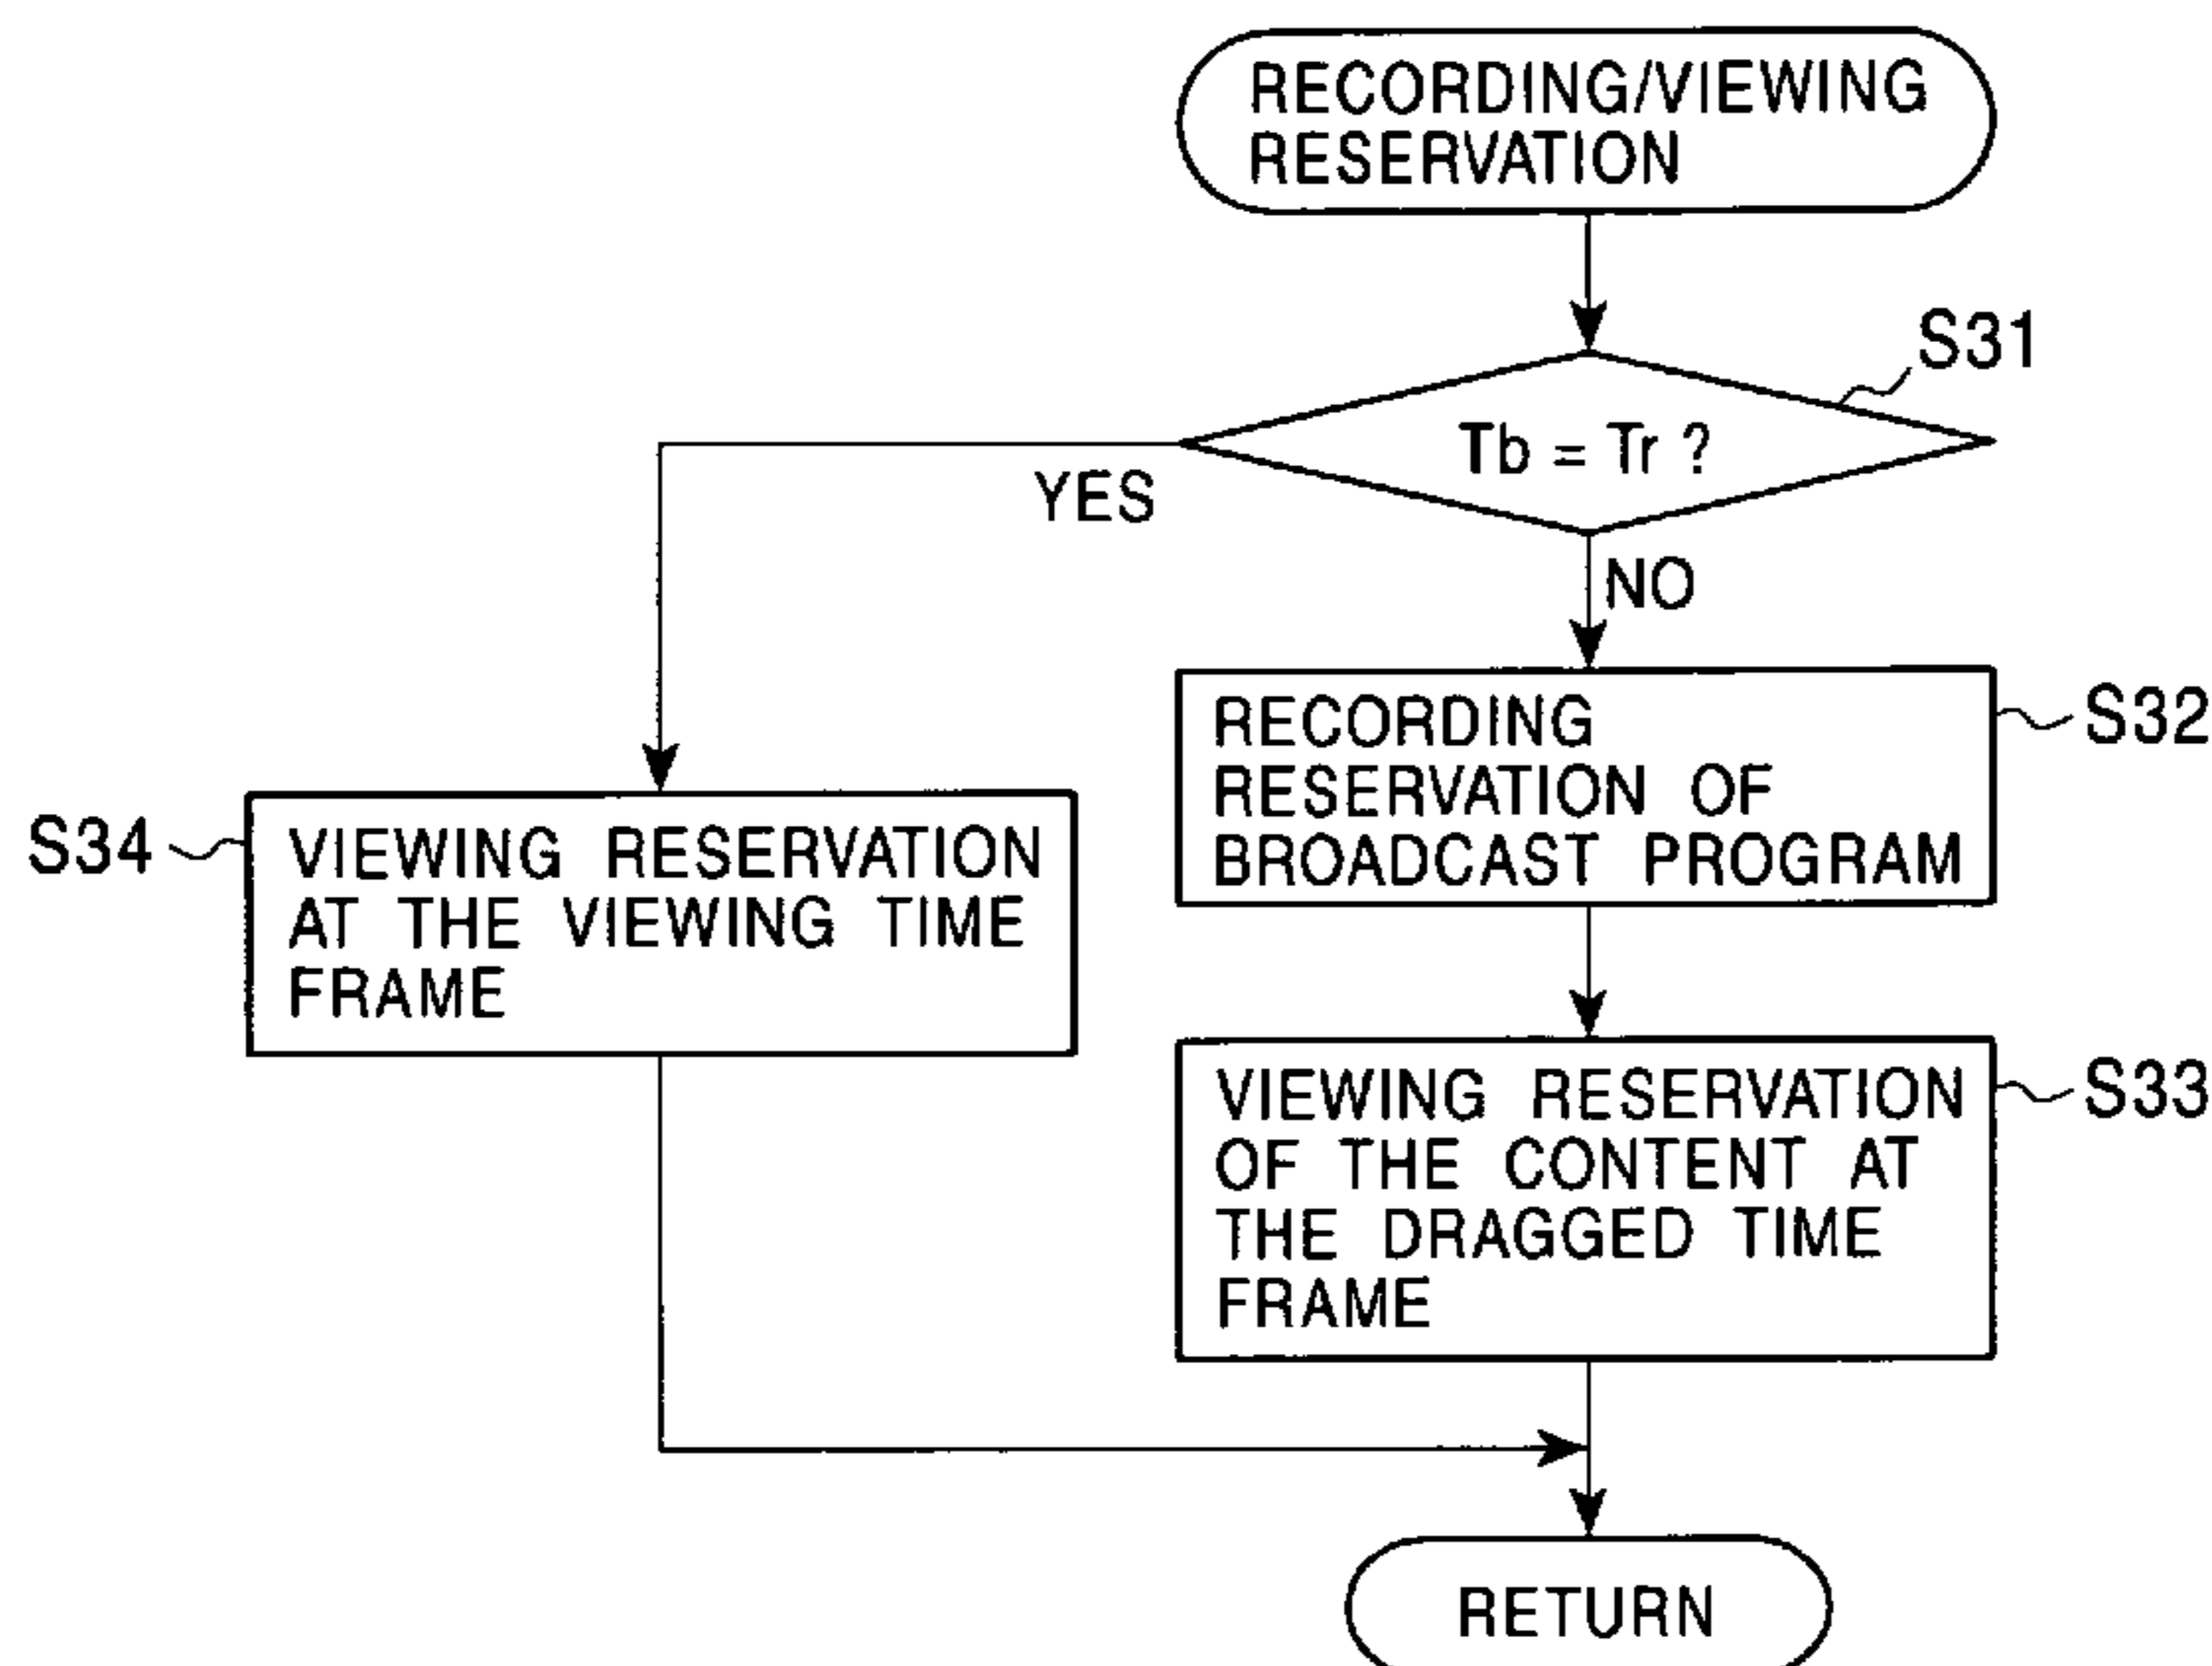 RECORDING/VIEWING
RESERVATION
S31
Tb = Tr ?
YES
NO
RECORDING
RESERVATION OF
BROADCAST PROGRAM
S32
S34
VIEWING RESERVATION
AT THE VIEWING TIME
FRAME
VIEWING RESERVATION
OF THE CONTENT AT
THE DRAGGED TIME
FRAME
S33
RETURN